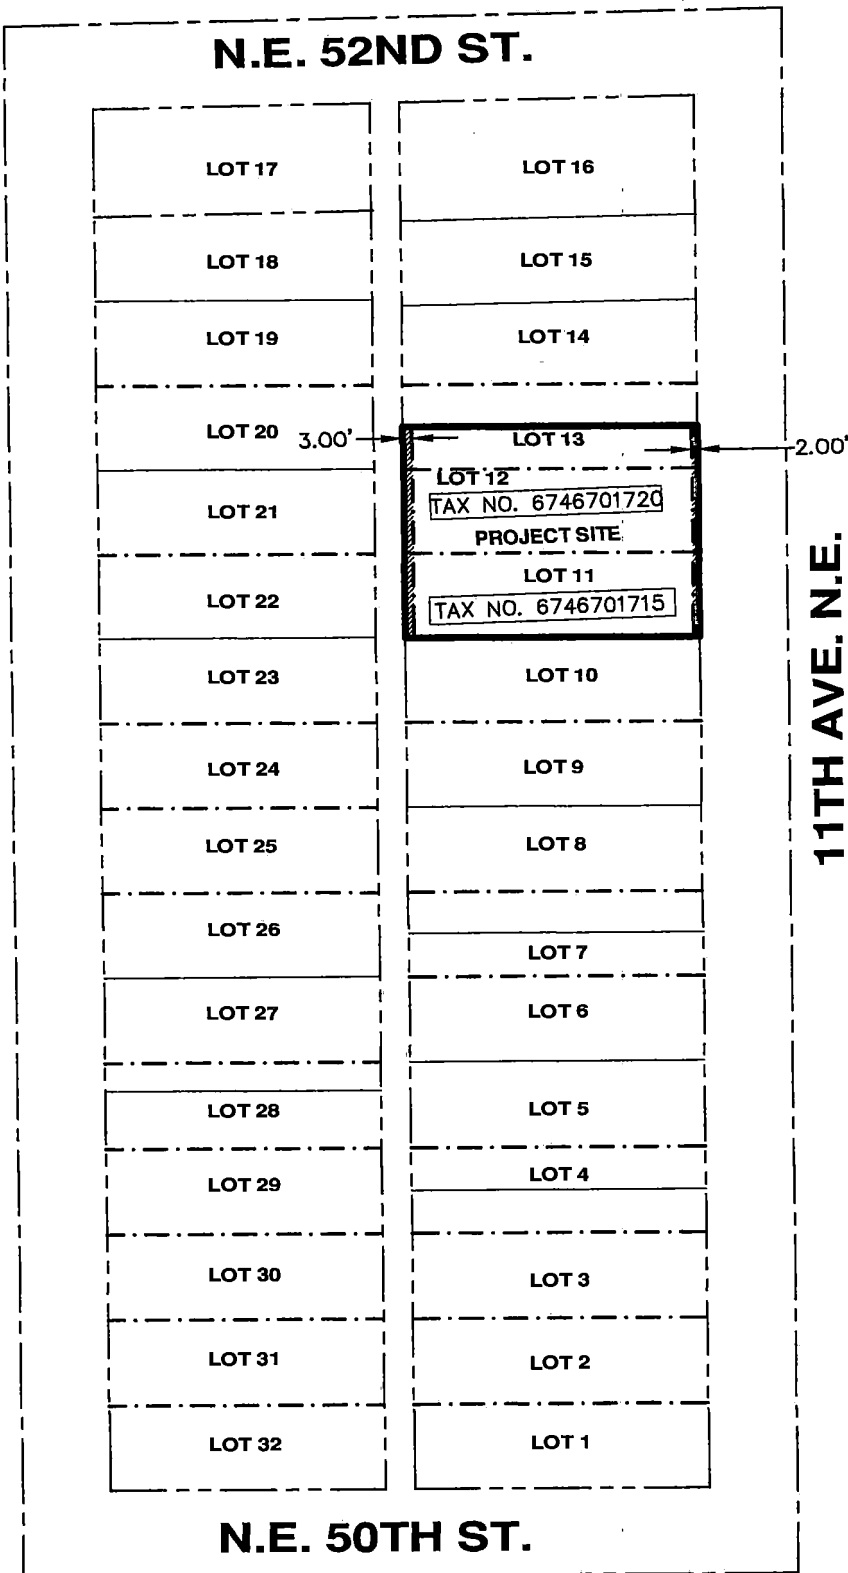 N.E. 52ND ST.
LOT 17
LOT 16
LOT 18
LOT 15
LOT 19
LOT 14
LOT 20
3.00'
LOT 13
2.00'
LOT 12
TAX NO. 6746701720
LOT 21
PROJECT SITE
LOT 11
LOT 22
TAX NO. 6746701715
11TH AVE. N.E.
LOT 23
LOT 10
LOT 24
LOT 9
LOT 25
LOT 8
LOT 26
LOT 7
LOT 27
LOT 6
LOT 28
LOT 5
LOT 29
LOT 4
LOT 30
LOT 3
LOT 31
LOT 2
LOT 32
LOT 1
N.E. 50TH ST.